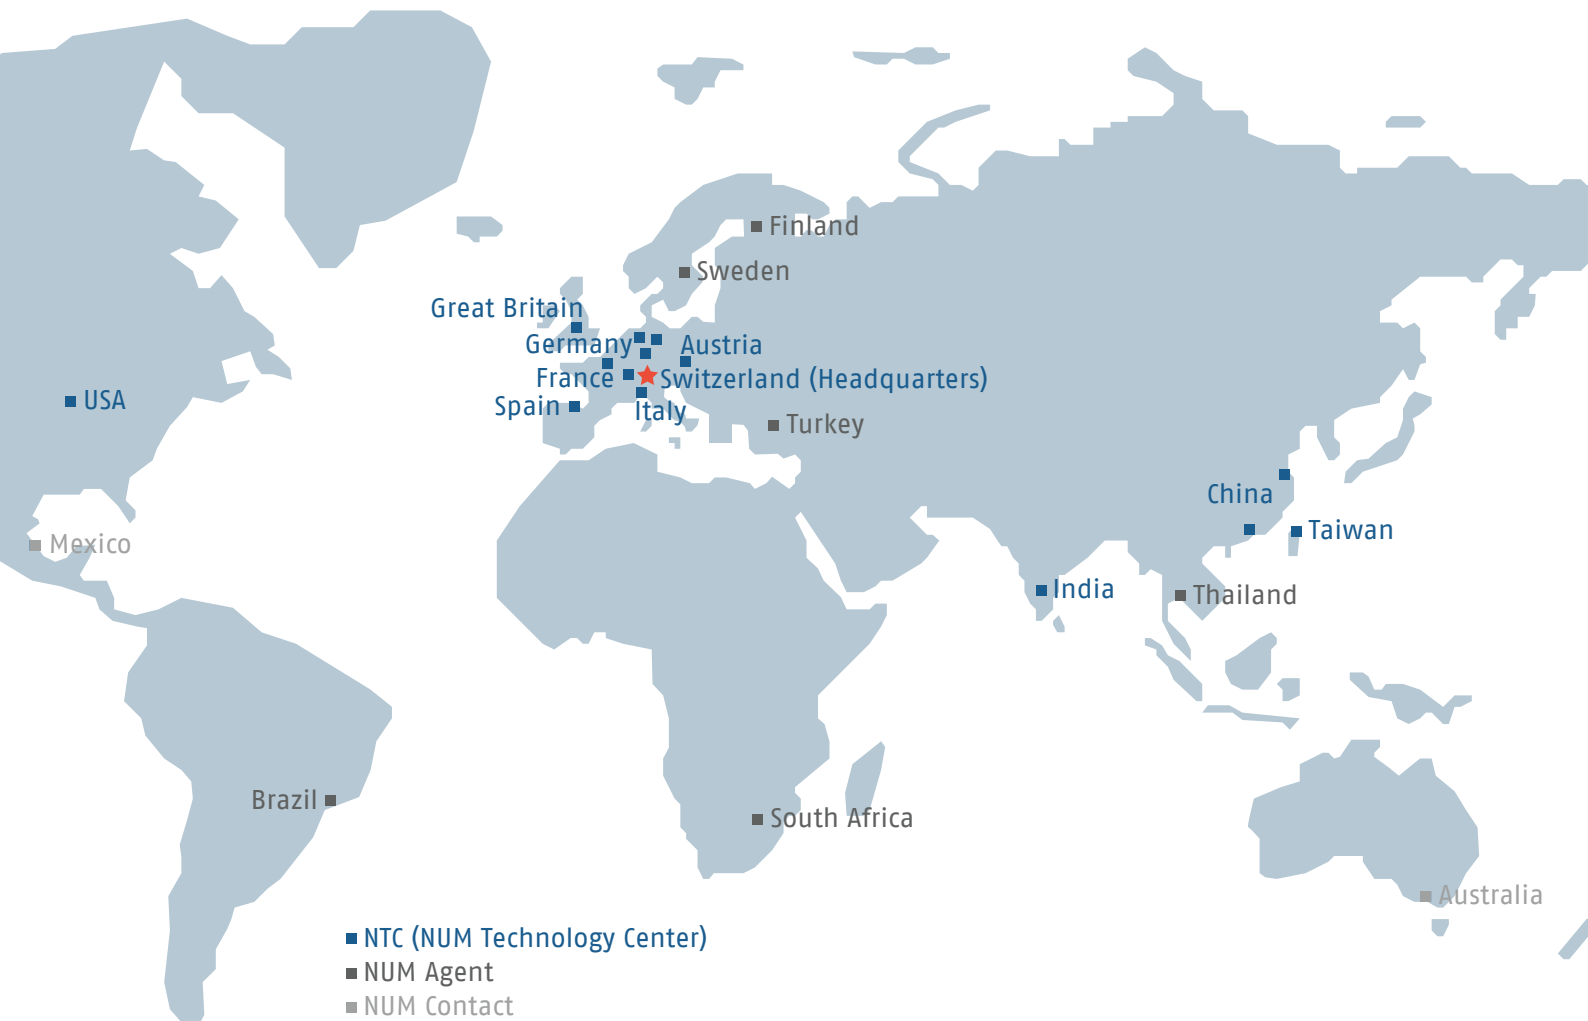 Finland
Sweden
Great Britain
Germany
Austria
France
Switzerland (Headquarters)
USA
Spain
Italy
Turkey
China
Taiwan
Mexico
India
Thailand
Brazil
South Africa
Australia
NTC (NUM Technology Center)
NUM Agent
NUM Contact